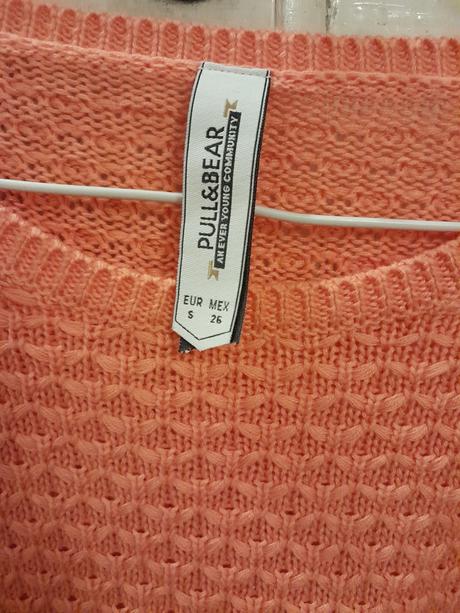 PULL&BEAR
AN EVER YOUNG COMMUNITY
EUR MEX
S 26